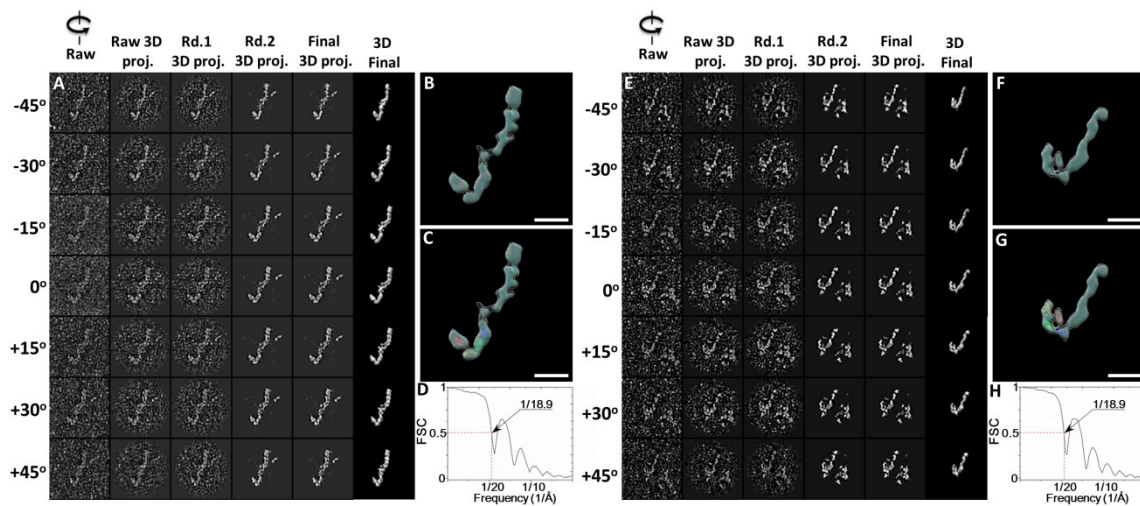 Raw
Raw 3D proj.
Rd.1 3D proj.
Rd.2 3D proj.
Final 3D proj.
3D Final
A
-45º
-30º
-15º
0º
+15º
+30º
+45º
B
C
D
1
0.5
0
FSC
1/18.9
1/20
1/10
Frequency (1/Å)
Raw
Raw 3D proj.
Rd.1 3D proj.
Rd.2 3D proj.
Final 3D proj.
3D Final
E
-45º
-30º
-15º
0º
+15º
+30º
+45º
F
G
H
1
0.5
0
FSC
1/18.9
1/20
1/10
Frequency (1/Å)